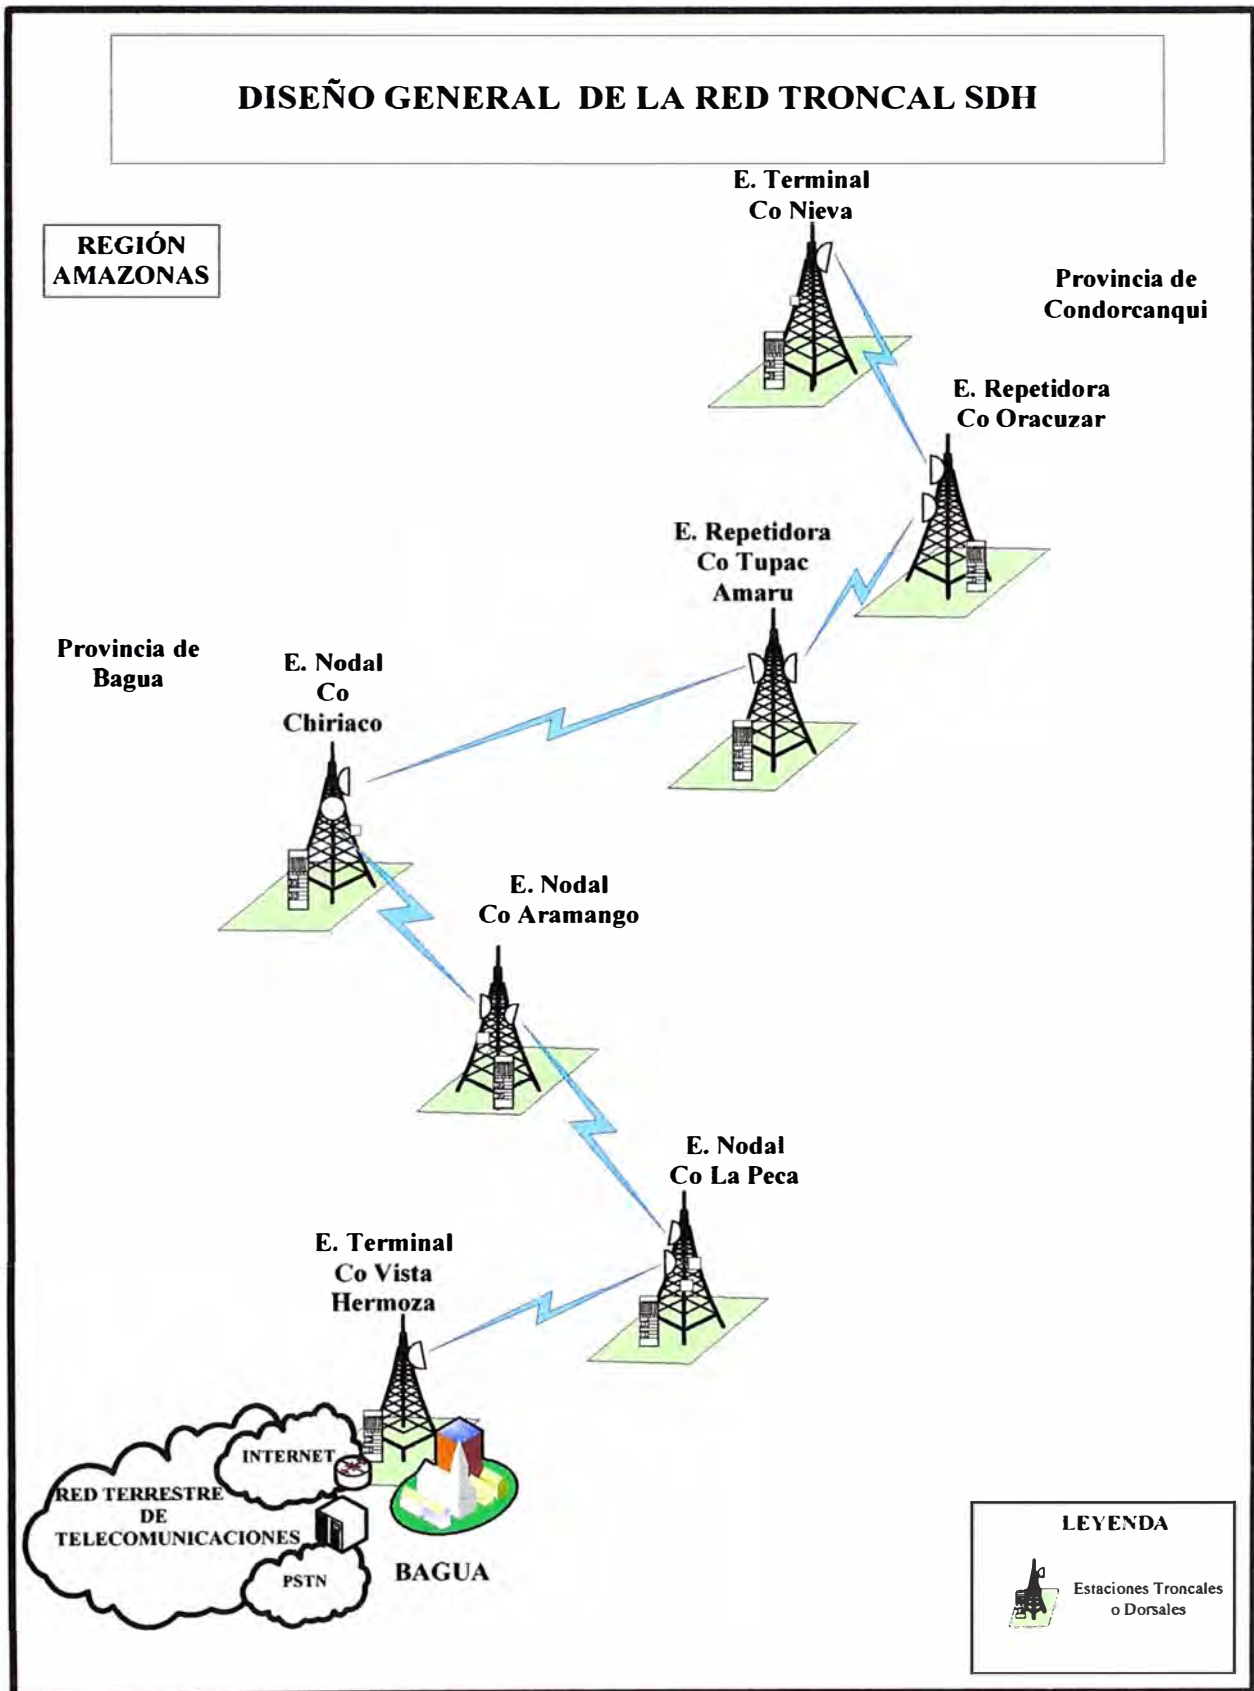 DISEÑO GENERAL DE LA RED TRONCAL SDH
E. Terminal
Co Nieva
REGIÓN
AMAZONAS
Provincia de
Condorcanqui
E. Repetidora
Co Oracuzar
E. Repetidora
Co Tupac
Amaru
Provincia de
Bagua
E. Nodal
Co
Chiriaco
E. Nodal
Co Aramango
E. Nodal
Co La Peca
E. Terminal
Co Vista
Hermoza
INTERNET
RED TERRESTRE
DE
TELECOMUNICACIONES
PSTN
BAGUA
LEYENDA
Estaciones Troncales
o Dorsales